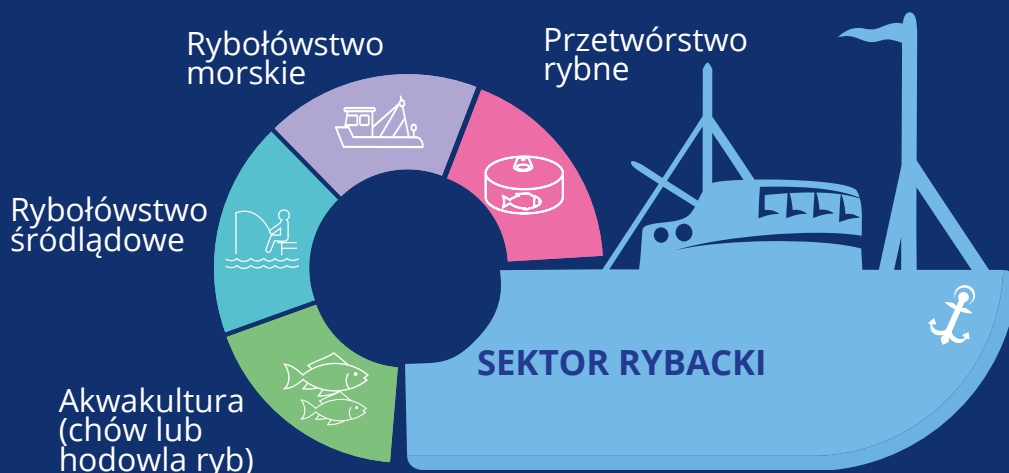 Rybołówstwo
morskie
Przetwórstwo
rybne
Rybołówstwo
śródlądowe
SEKTOR RYBACKI
Akwakultura
(chów lub
hodowla ryb)